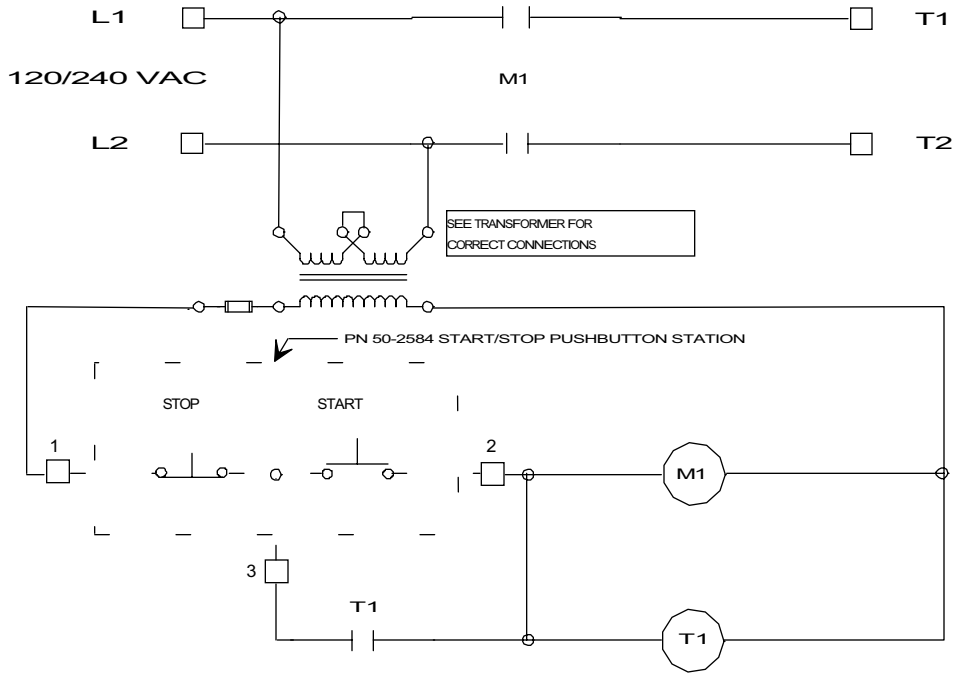 L1
T1
120/240 VAC
M1
L2
T2
SEE TRANSFORMER FOR
CORRECT CONNECTIONS
PN 50-2584 START/STOP PUSHBUTTON STATION
STOP
START
1
2
M1
3
T1
T1